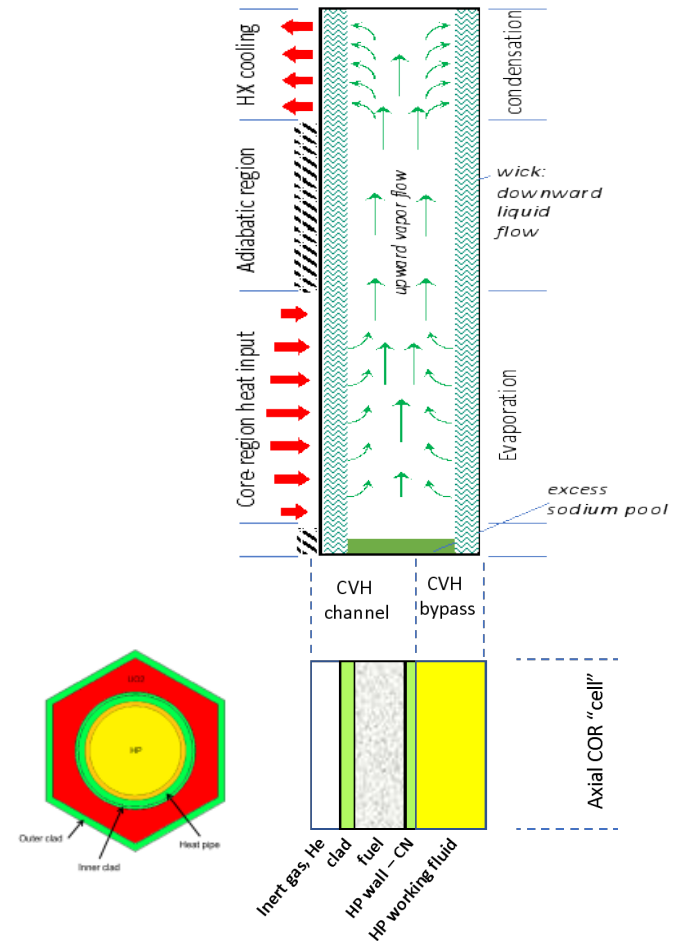 HX cooling
condensation
Adiabatic region
wick:
downward
liquid
flow
upward vapor flow
Core region heat input
Evaporation
excess
sodium pool
CVH
channel
CVH
bypass
UO2
HP
Outer clad
Inner clad
Heat pipe
Axial COR “cell”
Inert gas, He
clad
fuel
HP wall – CN
HP working fluid